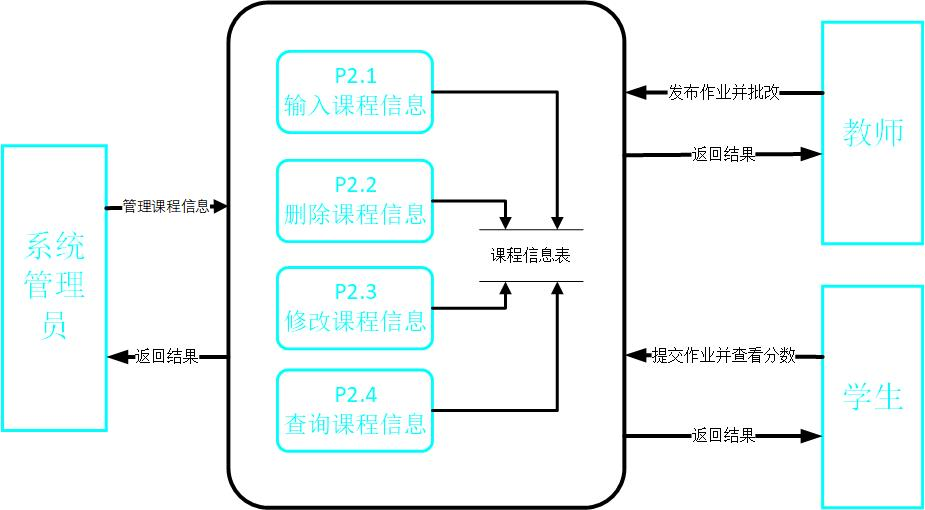 系统
管理
员
管理课程信息
返回结果
P2.1
输入课程信息
P2.2
删除课程信息
P2.3
修改课程信息
P2.4
查询课程信息
课程信息表
发布作业并批改
返回结果
教师
提交作业并查看分数
返回结果
学生